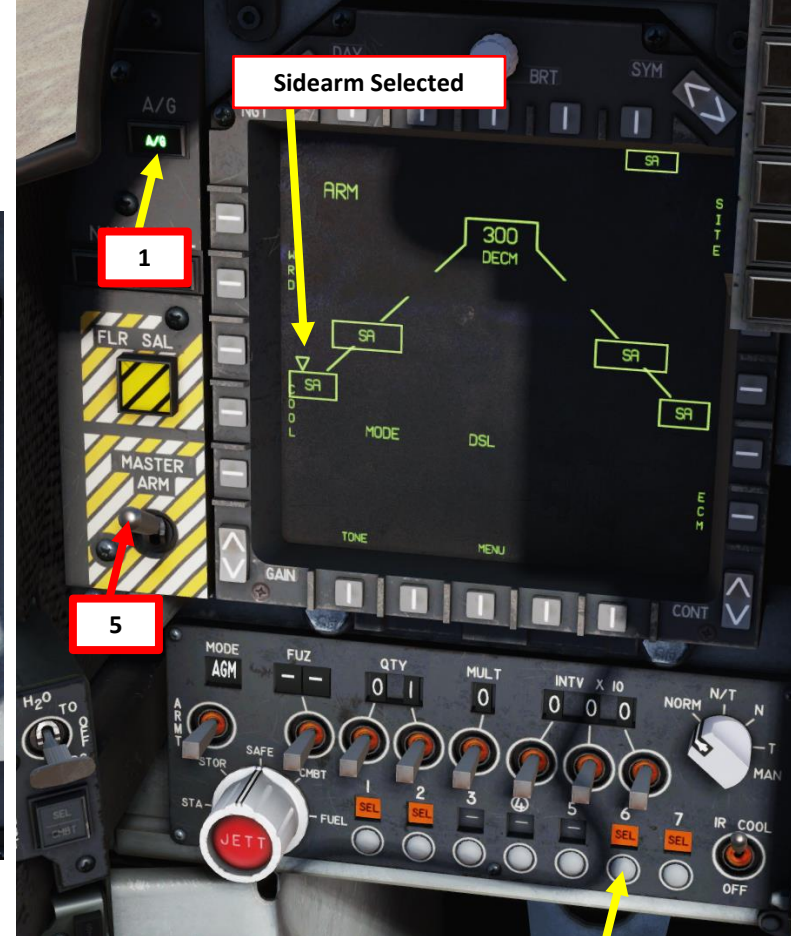 Sidearm Selected
DAY
BRT
SYM
NGT
A/G
A/G
1
SA
ARM
SITE
300
DECM
WRD
SA
SA
SA
SA
COOL
MODE
DSL
ECM
TONE
MENU
FLR SAL
MASTER
ARM
5
GAIN
CONT
MODE
FUZ
QTY
MULT
INTV X 10
AGM
0 1
0
0 0 0
NORM
N/T
N
T
MAN
ARMT
H2O
TO
OFF
SEL
CMBT
STA
STOR
SAFE
CMBT
FUEL
JETT
1 2 3 4 5 6 7
SEL SEL SEL SEL
IR COOL
OFF